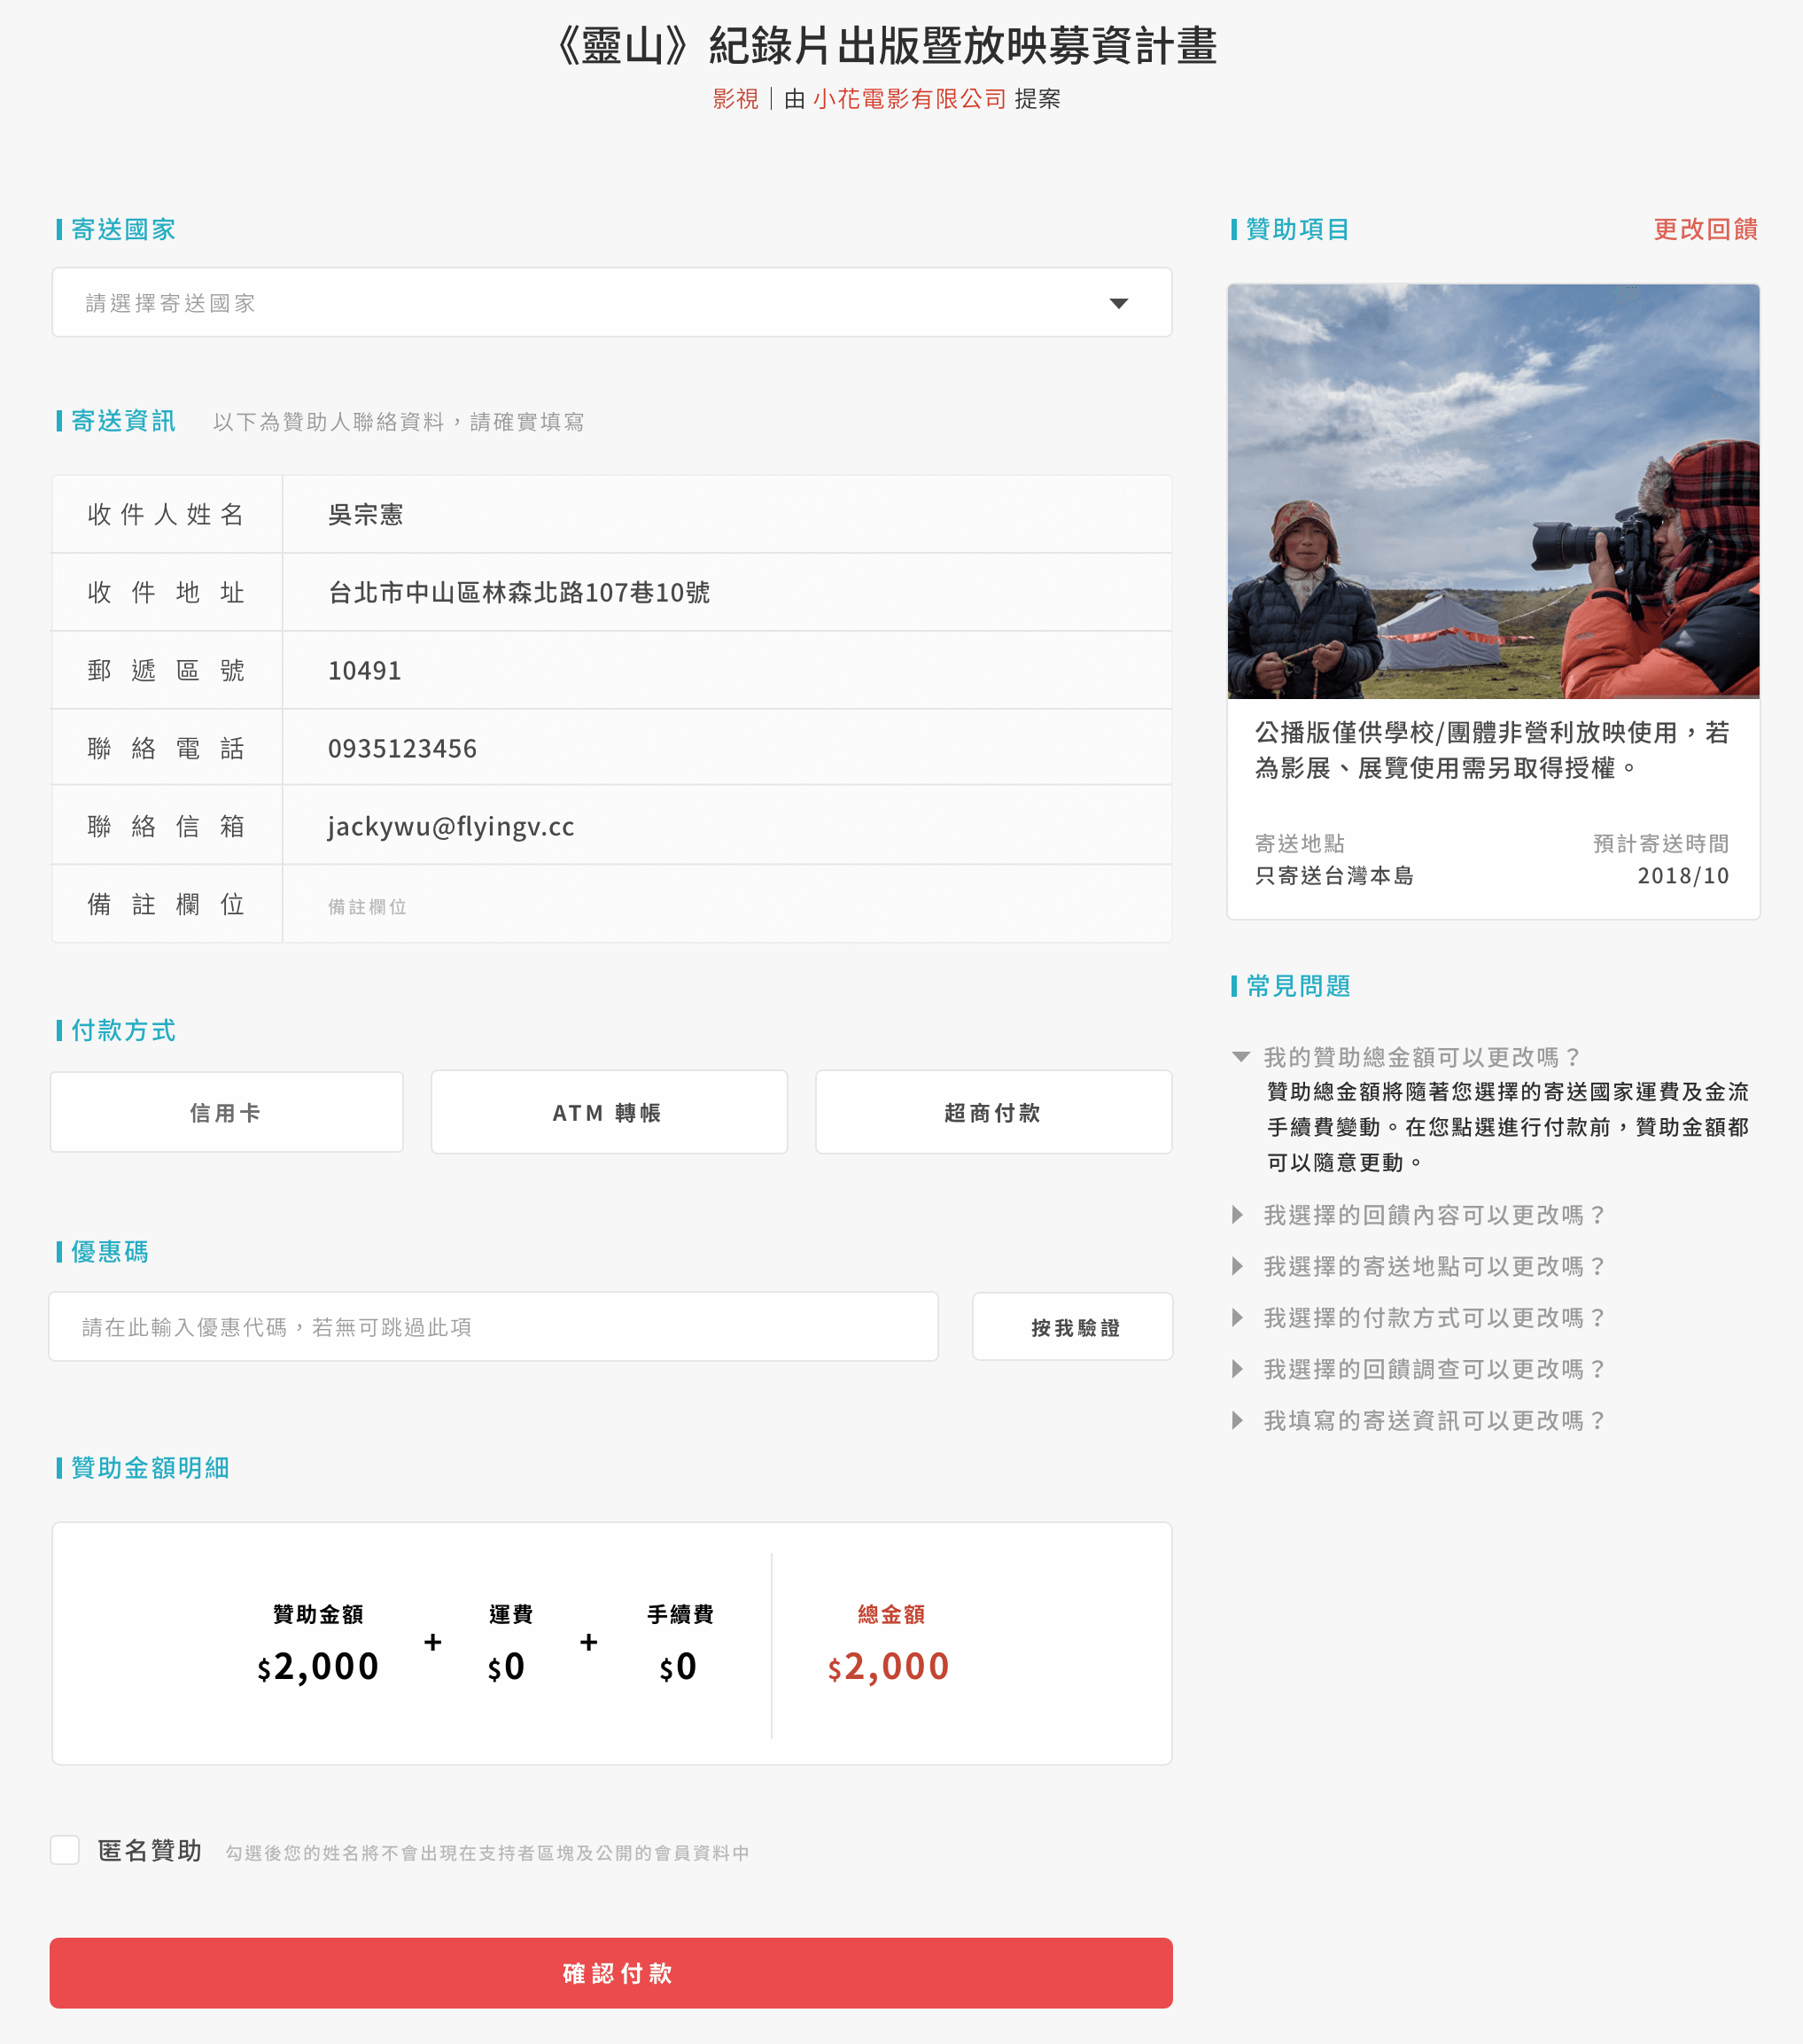 《靈山》紀錄片出版暨放映募資計畫
影視｜由 小花電影有限公司 提案
寄送國家
請選擇寄送國家
寄送資訊 以下為贊助人聯絡資料，請確實填寫
收件人姓名 吳宗憲
收件地址 台北市中山區林森北路107巷10號
郵遞區號 10491
聯絡電話 0935123456
聯絡信箱 jackywu@flyingv.cc
備註欄位 備註欄位
付款方式
信用卡 ATM 轉帳 超商付款
優惠碼
請在此輸入優惠代碼，若無可跳過此項 按我驗證
贊助金額明細
贊助金額 運費 手續費 總金額
$2,000 + $0 + $0 $2,000
匿名贊助 勾選後您的姓名將不會出現在支持者區塊及公開的會員資料中
確認付款
贊助項目 更改回饋
公播版僅供學校/團體非營利放映使用，若
為影展、展覽使用需另取得授權。
寄送地點 預計寄送時間
只寄送台灣本島 2018/10
常見問題
我的贊助總金額可以更改嗎？
贊助總金額將隨著您選擇的寄送國家運費及金流
手續費變動。在您點選進行付款前，贊助金額都
可以隨意更動。
我選擇的回饋內容可以更改嗎？
我選擇的寄送地點可以更改嗎？
我選擇的付款方式可以更改嗎？
我選擇的回饋調查可以更改嗎？
我填寫的寄送資訊可以更改嗎？